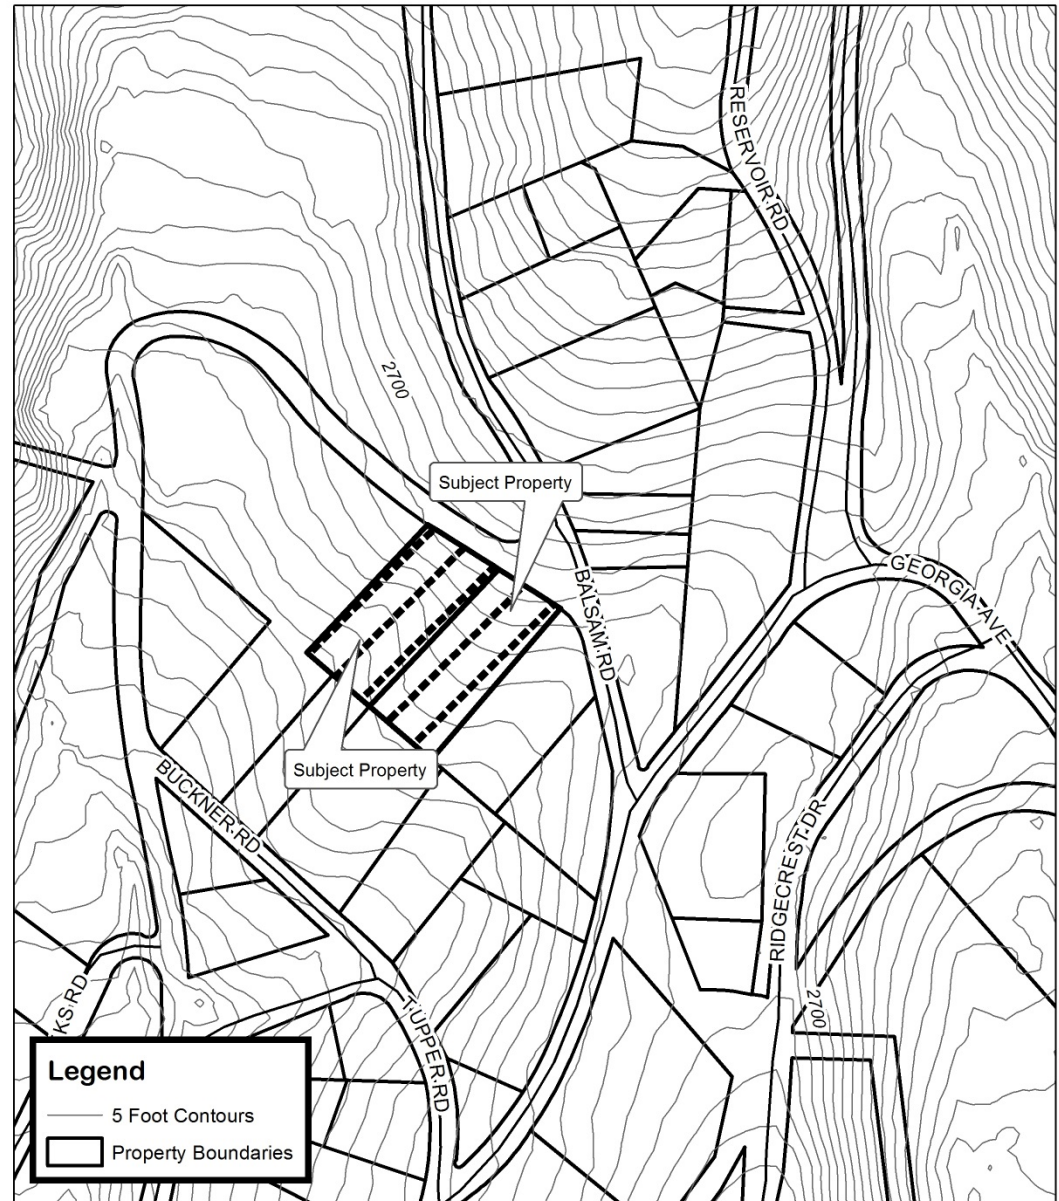 RESERVOIR RD
2700
Subject Property
GEORGIA AVE
BALSAM RD
Subject Property
BUCKNER RD
RIDGECREST DR
KS RD
TUPPER RD
2700
Legend
5 Foot Contours
Property Boundaries